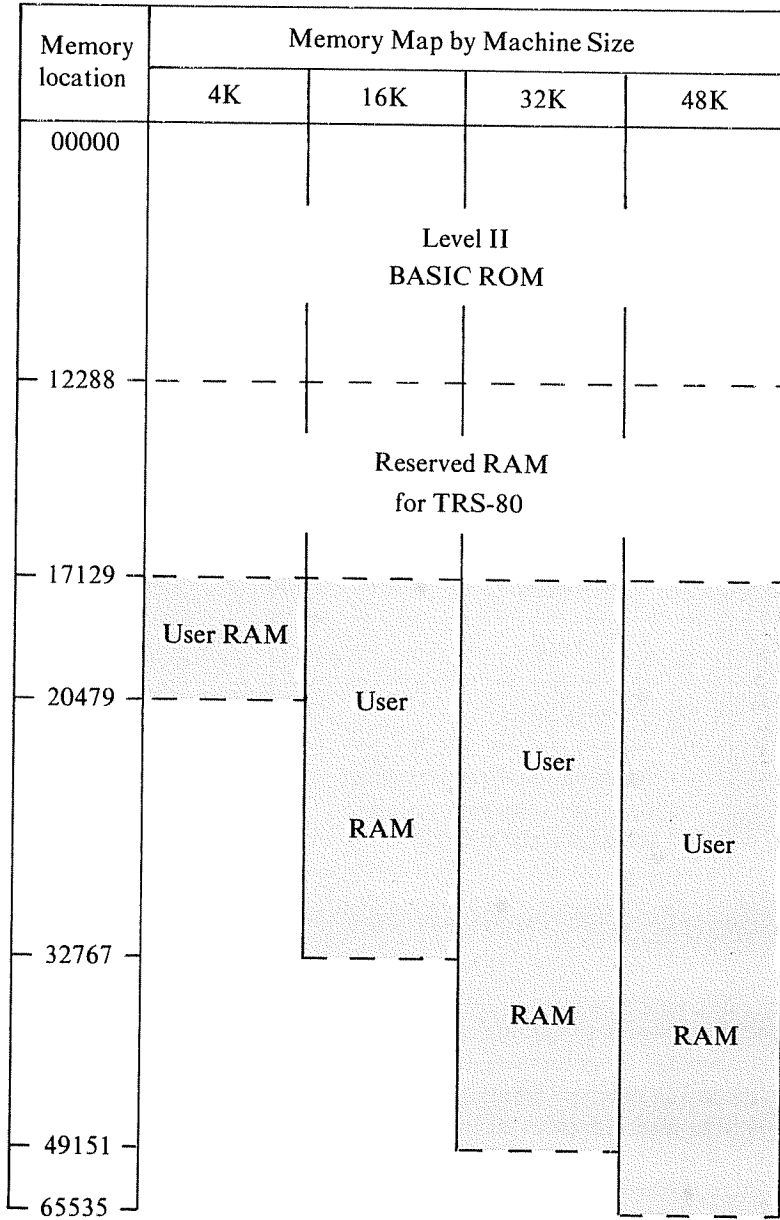 Memory location
Memory Map by Machine Size
4K 16K 32K 48K
00000
Level II
BASIC ROM
12288
Reserved RAM
for TRS-80
17129
User RAM
20479
User
User
RAM
User
32767
RAM
RAM
49151
65535